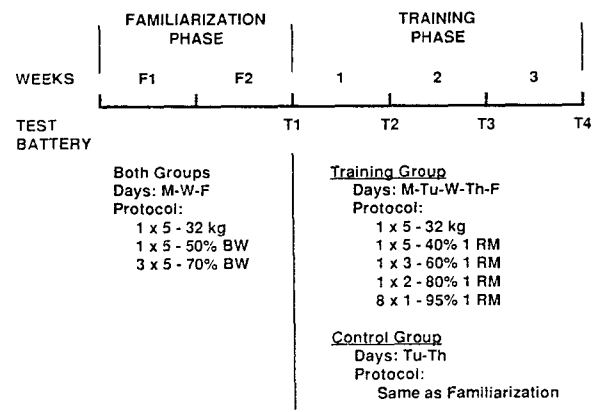 FAMILIARIZATION PHASE
TRAINING PHASE
WEEKS F1 F2 1 2 3
TEST BATTERY T1 T2 T3 T4
Both Groups
Days: M-W-F
Protocol:
1 x 5 - 32 kg
1 x 5 - 50% BW
3 x 5 - 70% BW
Training Group
Days: M-Tu-W-Th-F
Protocol:
1 x 5 - 32 kg
1 x 5 - 40% 1 RM
1 x 3 - 60% 1 RM
1 x 2 - 80% 1 RM
8 x 1 - 95% 1 RM
Control Group
Days: Tu-Th
Protocol:
Same as Familiarization